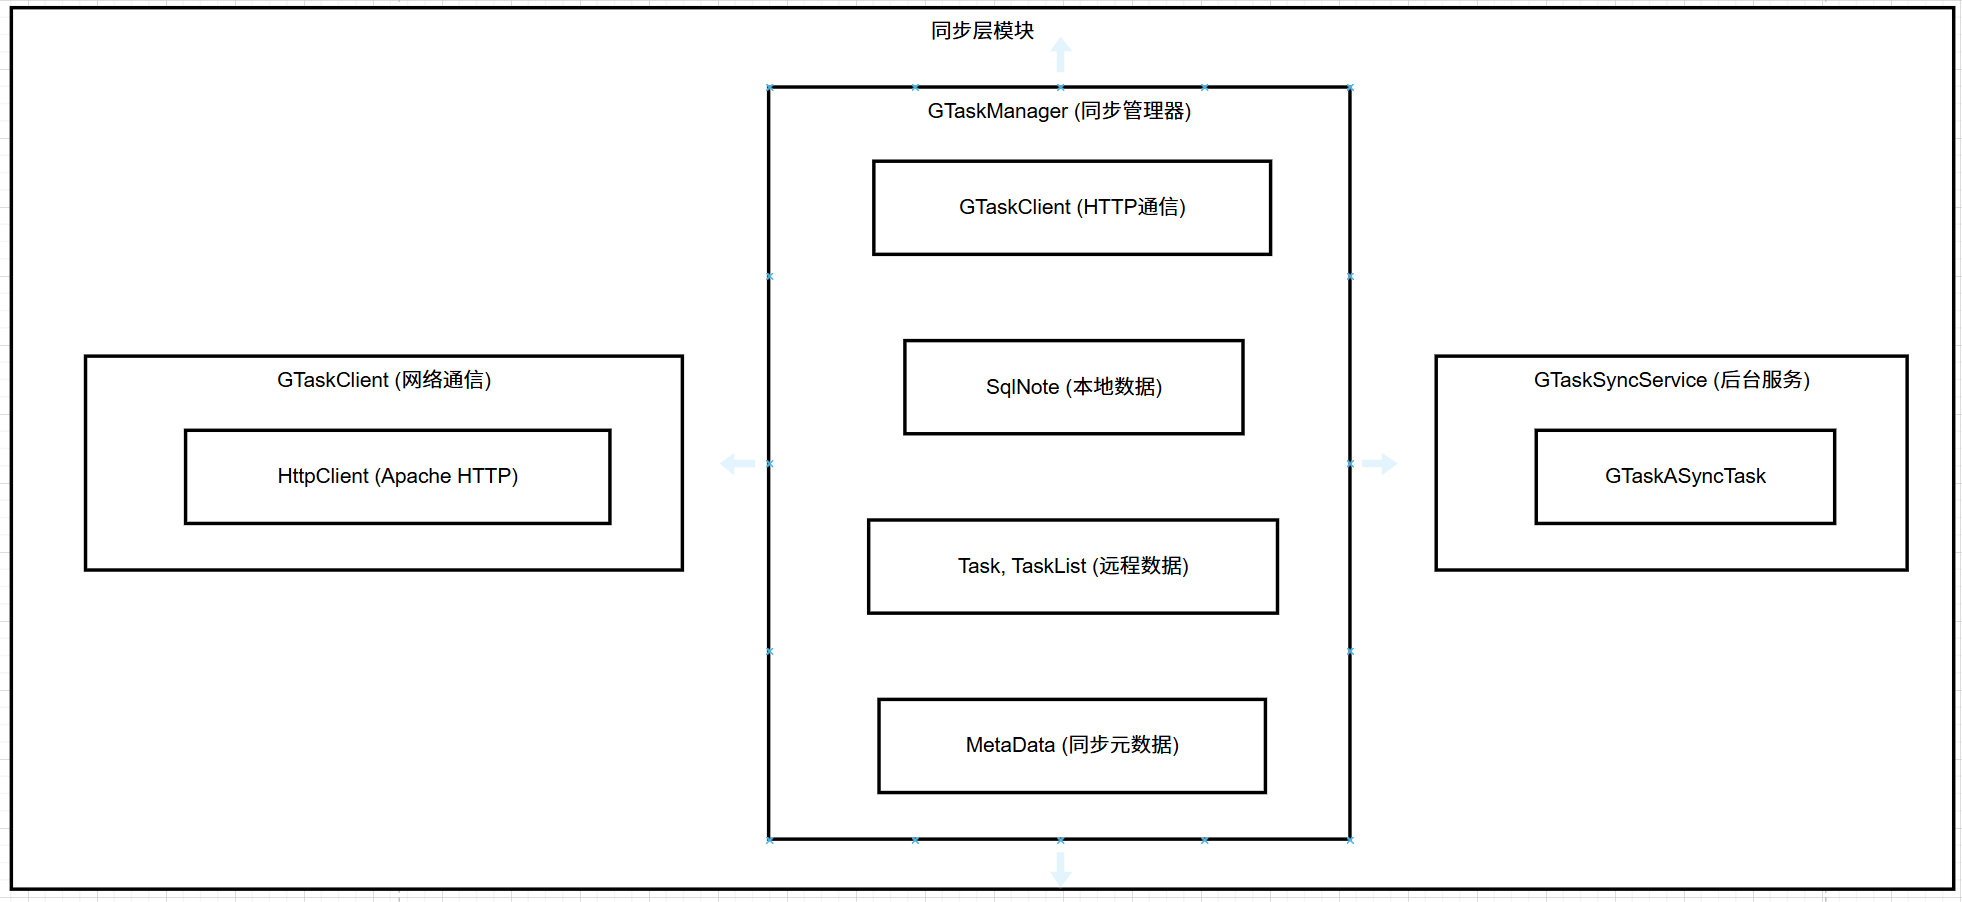 同步层模块
GTaskManager (同步管理器)
GTaskClient (HTTP通信)
SqlNote (本地数据)
Task, TaskList (远程数据)
MetaData (同步元数据)
GTaskClient (网络通信)
HttpClient (Apache HTTP)
GTaskSyncService (后台服务)
GTaskASyncTask